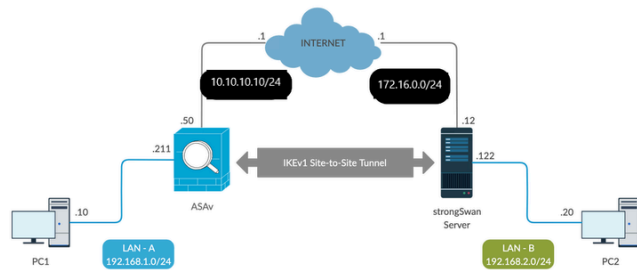 INTERNET
.1
.1
10.10.10.10/24
172.16.0.0/24
.50
.12
.211
IKEv1 Site-to-Site Tunnel
.122
ASAv
strongSwan
Server
.10
.20
PC1
LAN - A
192.168.1.0/24
LAN - B
192.168.2.0/24
PC2